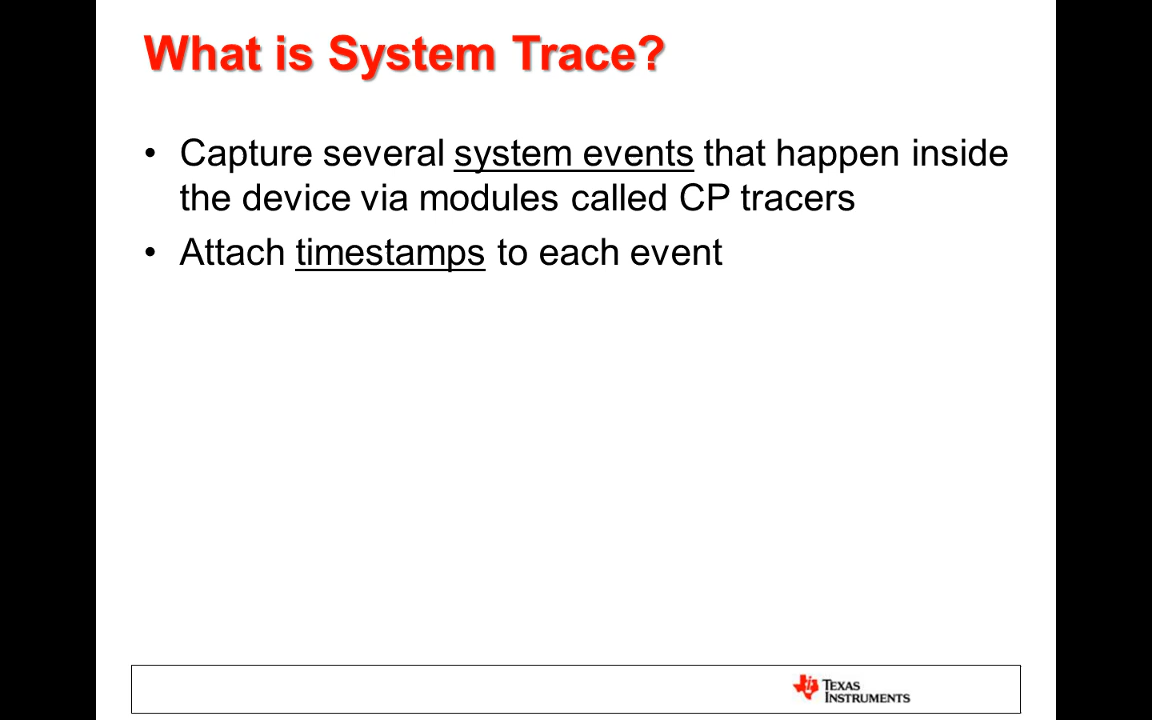 What is System Trace?
• Capture several system events that happen inside
the device via modules called CP tracers
• Attach timestamps to each event
TEXAS
INSTRUMENTS